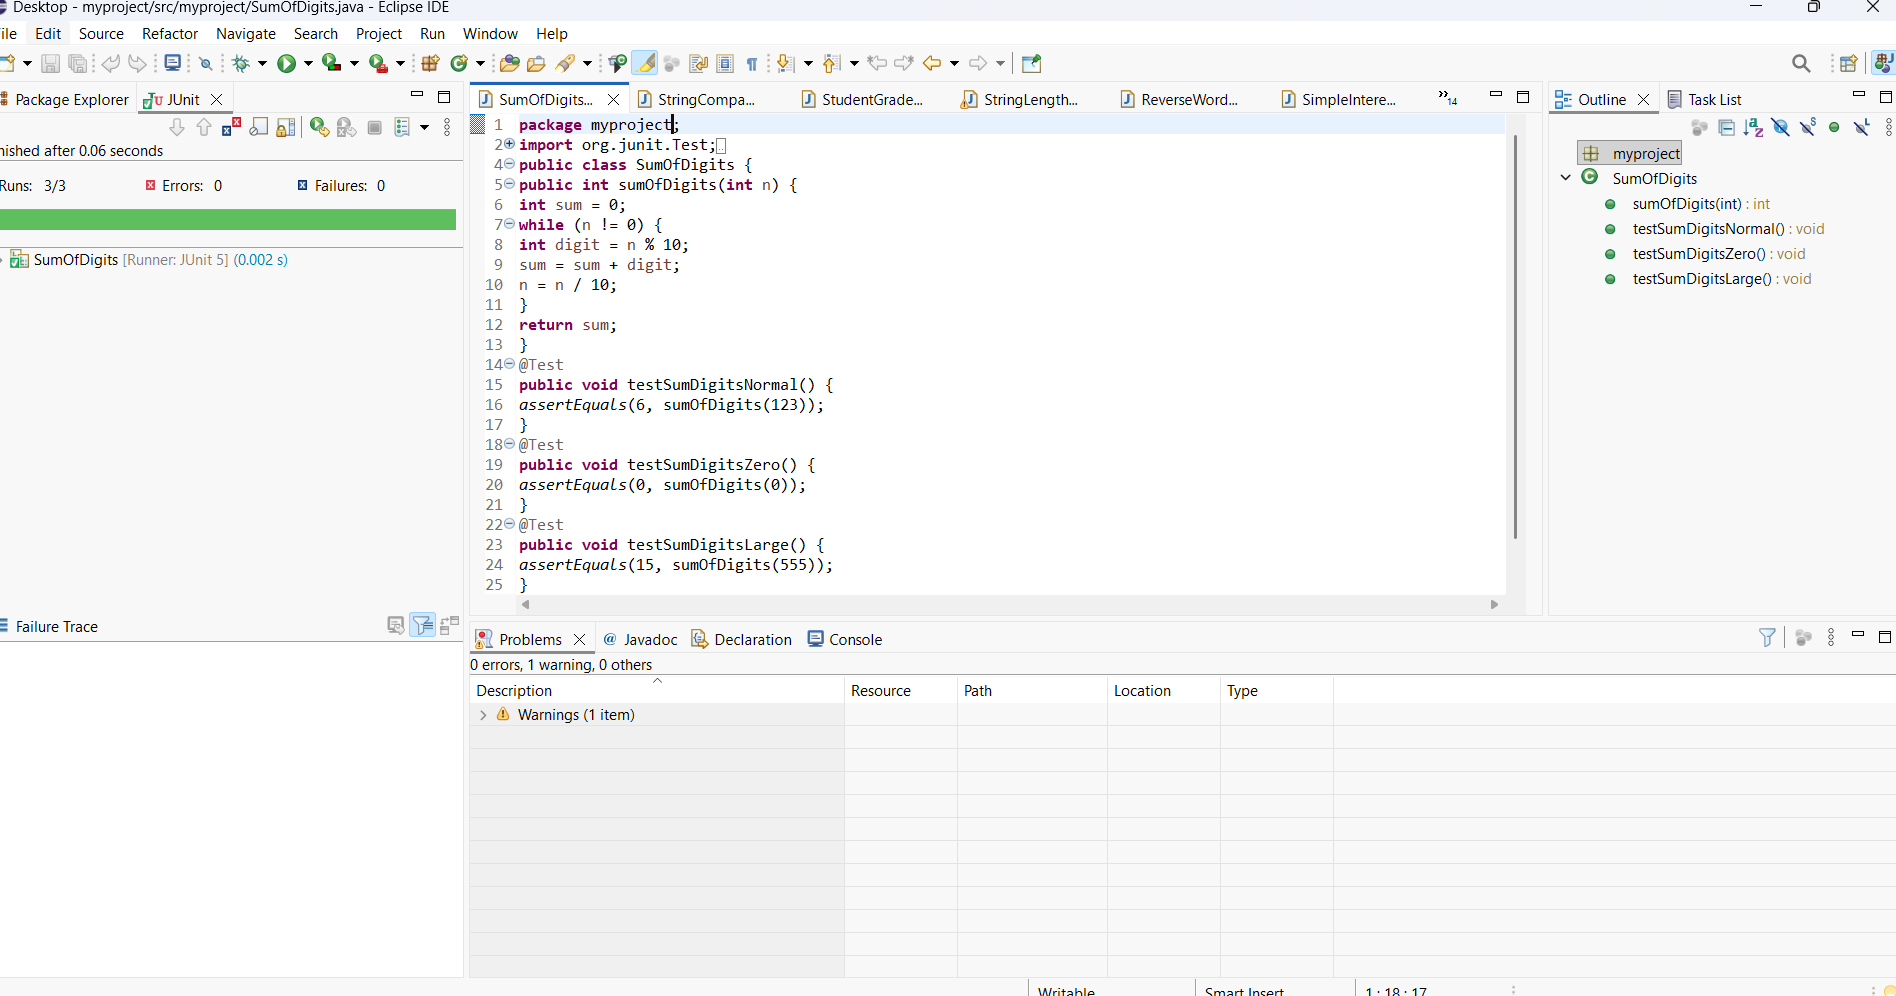 Desktop - myproject/src/myproject/SumOfDigits.java - Eclipse IDE
ile Edit Source Refactor Navigate Search Project Run Window Help
Package Explorer JUnit
nished after 0.06 seconds
Runs: 3/3 Errors: 0 Failures: 0
SumOfDigits [Runner: JUnit 5] (0.002 s)
Failure Trace
SumOfDigits... StringCompa... StudentGrade... StringLength... ReverseWord... SimpleIntere... 14
1 package myproject;
2 import org.junit.Test;
4 public class SumOfDigits {
5 public int sumOfDigits(int n) {
6 int sum = 0;
7 while (n != 0) {
8 int digit = n % 10;
9 sum = sum + digit;
10 n = n / 10;
11 }
12 return sum;
13 }
14 @Test
15 public void testSumDigitsNormal() {
16 assertEquals(6, sumOfDigits(123));
17 }
18 @Test
19 public void testSumDigitsZero() {
20 assertEquals(0, sumOfDigits(0));
21 }
22 @Test
23 public void testSumDigitsLarge() {
24 assertEquals(15, sumOfDigits(555));
25 }
Outline Task List
myproject
SumOfDigits
sumOfDigits(int) : int
testSumDigitsNormal() : void
testSumDigitsZero() : void
testSumDigitsLarge() : void
Problems @ Javadoc Declaration Console
0 errors, 1 warning, 0 others
Description Resource Path Location Type
Warnings (1 item)
Writable Smart Insert 1 : 18 : 17